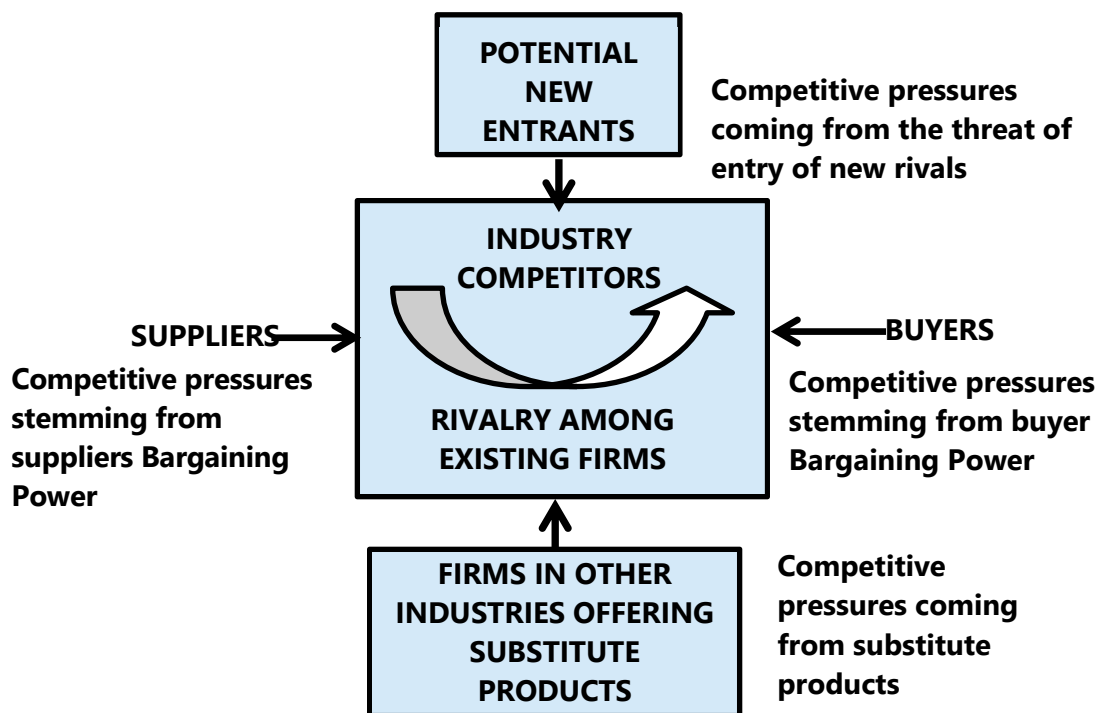 POTENTIAL
NEW
ENTRANTS
Competitive pressures
coming from the threat of
entry of new rivals
INDUSTRY
COMPETITORS
SUPPLIERS
Competitive pressures
stemming from
suppliers Bargaining
Power
RIVALRY AMONG
EXISTING FIRMS
BUYERS
Competitive pressures
stemming from buyer
Bargaining Power
FIRMS IN OTHER
INDUSTRIES OFFERING
SUBSTITUTE
PRODUCTS
Competitive
pressures coming
from substitute
products